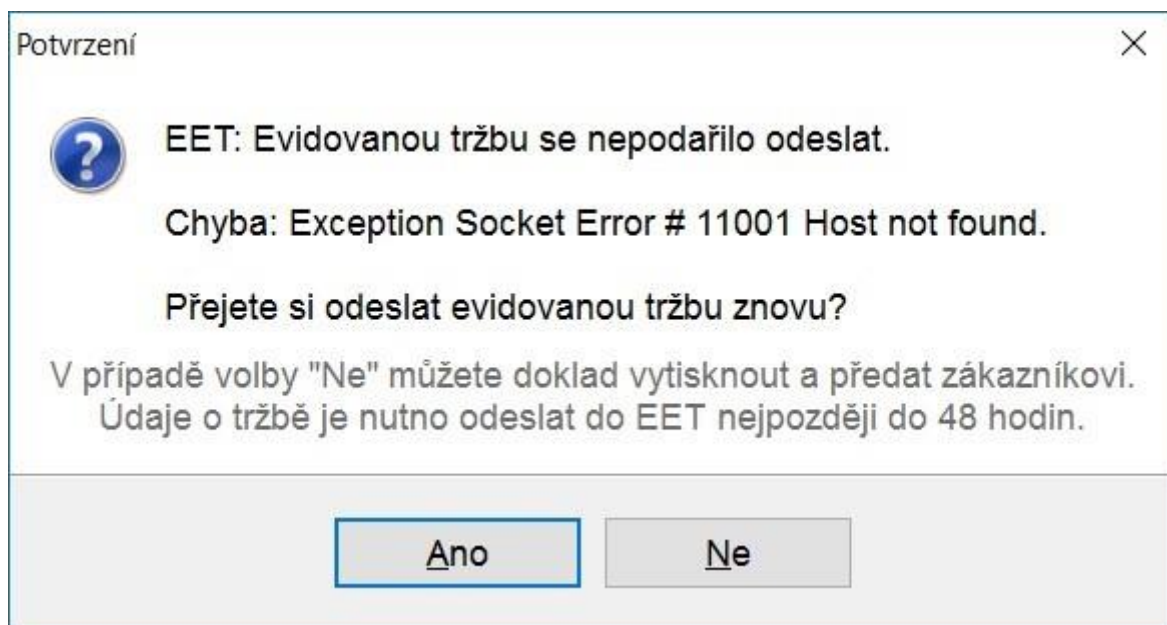 Potvrzení
EET: Evidovanou tržbu se nepodařilo odeslat.
Chyba: Exception Socket Error # 11001 Host not found.
Přejete si odeslat evidovanou tržbu znovu?
V případě volby "Ne" můžete doklad vytisknout a předat zákazníkovi.
Údaje o tržbě je nutno odeslat do EET nejpozději do 48 hodin.
Ano
Ne